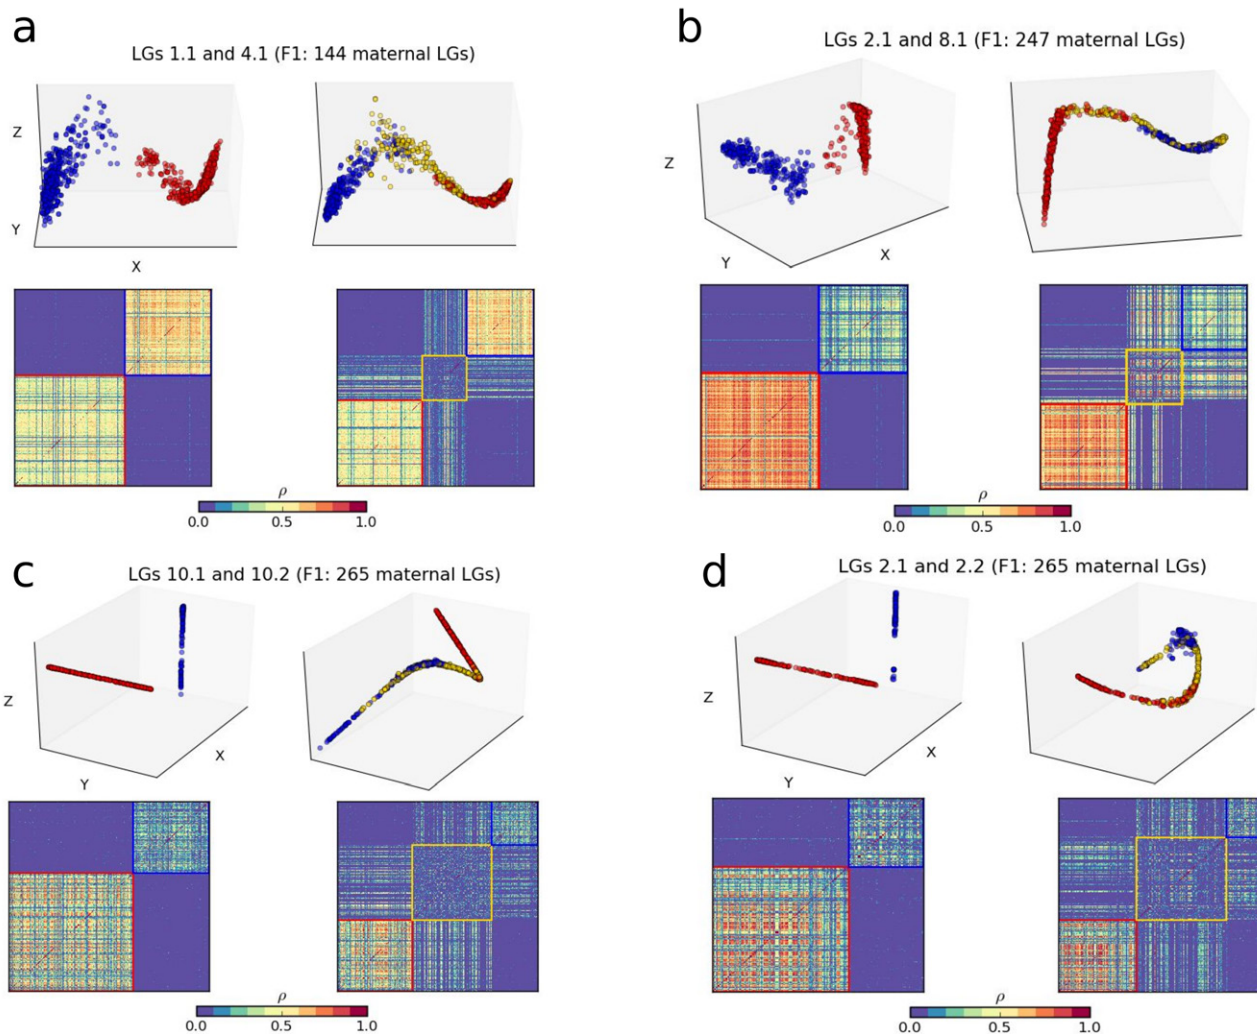 a
LGs 1.1 and 4.1 (F1: 144 maternal LGs)
Z
Y
X
ρ
0.0 0.5 1.0
b
LGs 2.1 and 8.1 (F1: 247 maternal LGs)
Z
Y
X
ρ
0.0 0.5 1.0
c
LGs 10.1 and 10.2 (F1: 265 maternal LGs)
Z
X
Y
ρ
0.0 0.5 1.0
d
LGs 2.1 and 2.2 (F1: 265 maternal LGs)
Z
X
Y
ρ
0.0 0.5 1.0